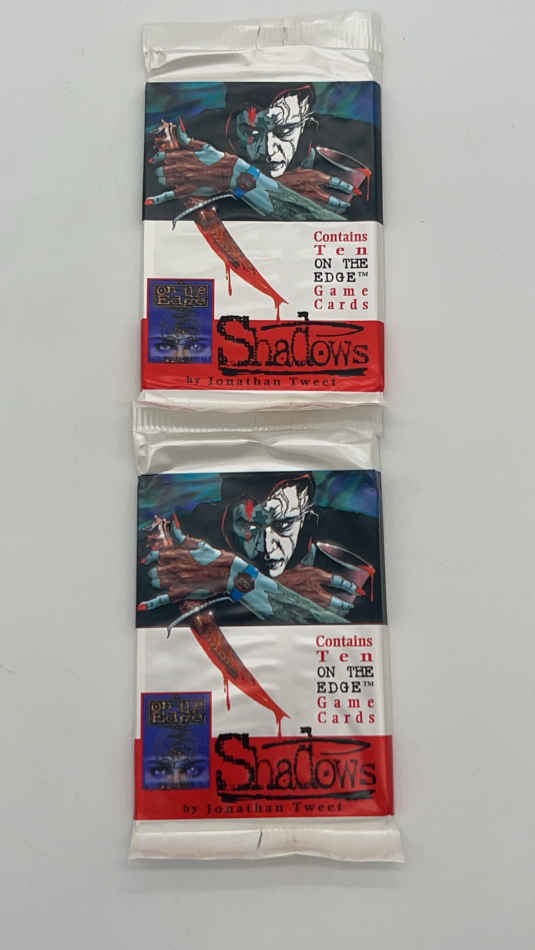 Contains
Ten
ON THE
EDGE™
Game
Cards
on the
Edge
Shadows
by Jonathan Tweet
Contains
Ten
ON THE
EDGE™
Game
Cards
on the
Edge
Shadows
by Jonathan Tweet